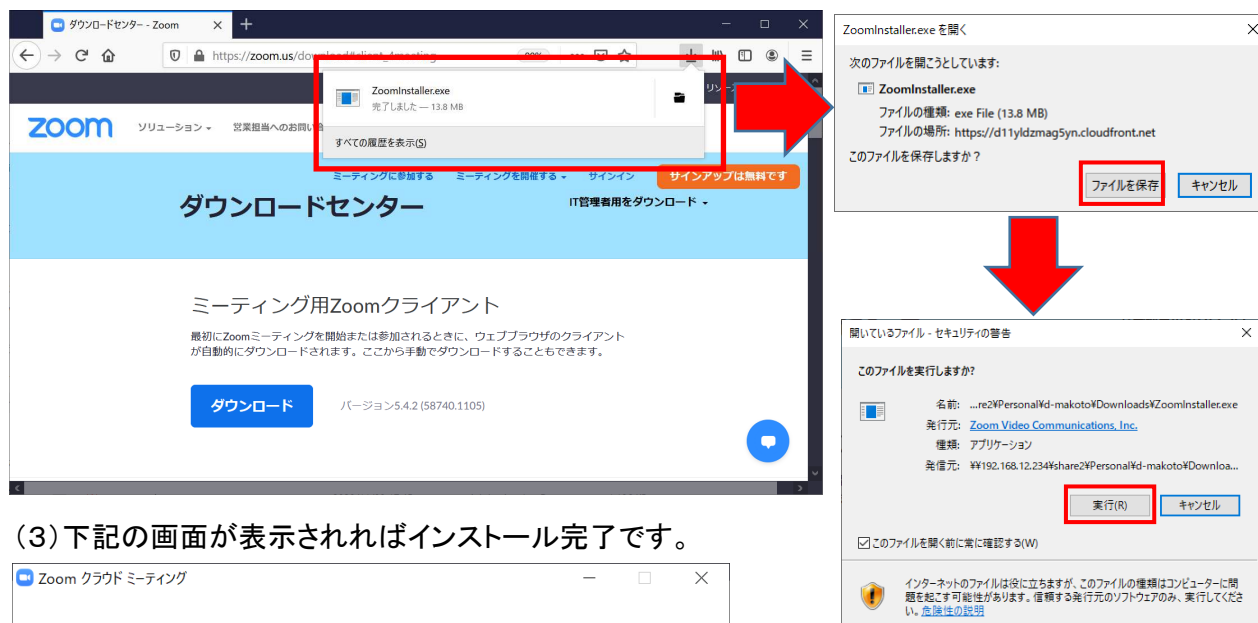 ダウンロードセンター - Zoom
https://zoom.us/download#client_4meeting
ZoomInstaller.exe
完了しました — 13.8 MB
すべての履歴を表示(S)
zoom
ソリューション
営業担当へのお問い
ミーティングに参加する ミーティングを開催する サインイン サインアップは無料です
ダウンロードセンター
IT管理者用をダウンロード
ミーティング用Zoomクライアント
最初にZoomミーティングを開始または参加されるときに、ウェブブラウザのクライアント
が自動的にダウンロードされます。ここから手動でダウンロードすることもできます。
ダウンロード
バージョン5.4.2 (58740.1105)
ZoomInstaller.exe を開く
次のファイルを開こうとしています:
ZoomInstaller.exe
ファイルの種類: exe File (13.8 MB)
ファイルの場所: https://d11yldzmag5yn.cloudfront.net
このファイルを保存しますか?
ファイルを保存 キャンセル
開いているファイル - セキュリティの警告
このファイルを実行しますか?
名前: ...re2¥Personal¥d-makoto¥Downloads¥ZoomInstaller.exe
発行元: Zoom Video Communications, Inc.
種類: アプリケーション
発信元: ¥¥192.168.12.234¥share2¥Personal¥d-makoto¥Downloa...
実行(R) キャンセル
このファイルを開く前に常に確認する(W)
インターネットのファイルは役に立ちますが、このファイルの種類はコンピューターに問
題を起こす可能性があります。信頼する発行元のソフトウェアのみ、実行してくださ
い。危険性の説明
(3)下記の画面が表示されればインストール完了です。
Zoom クラウド ミーティング